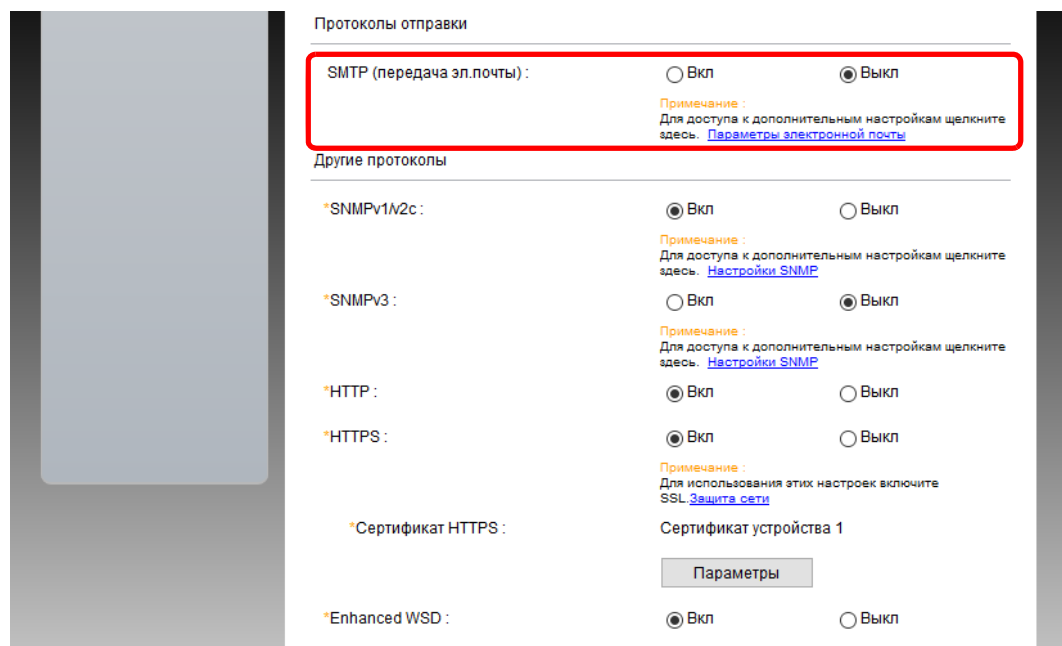 Протоколы отправки
SMTP (передача эл.почты) : Вкл Выкл
Примечание :
Для доступа к дополнительным настройкам щелкните
здесь. Параметры электронной почты
Другие протоколы
*SNMPv1/v2c : Вкл Выкл
Примечание :
Для доступа к дополнительным настройкам щелкните
здесь. Настройки SNMP
*SNMPv3 : Вкл Выкл
Примечание :
Для доступа к дополнительным настройкам щелкните
здесь. Настройки SNMP
*HTTP : Вкл Выкл
*HTTPS : Вкл Выкл
Примечание :
Для использования этих настроек включите
SSL.Защита сети
*Сертификат HTTPS : Сертификат устройства 1
Параметры
*Enhanced WSD : Вкл Выкл